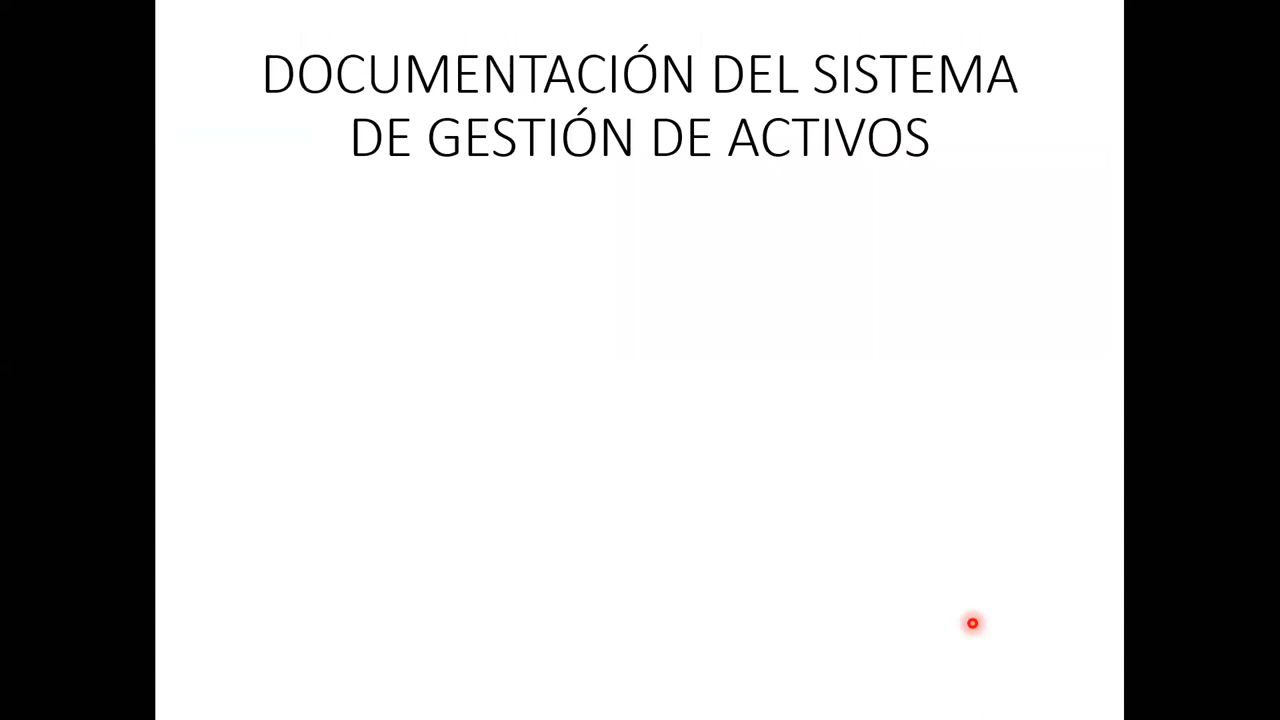 DOCUMENTACIÓN DEL SISTEMA
DE GESTIÓN DE ACTIVOS